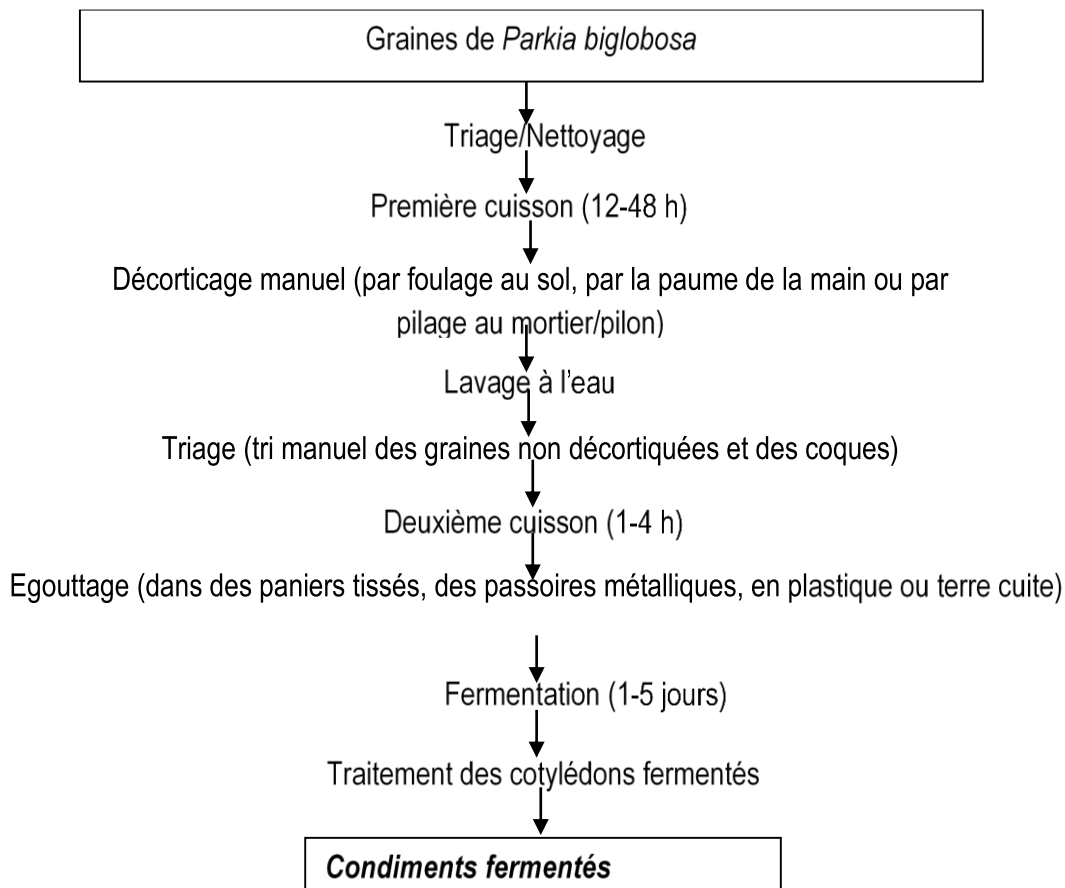 Graines de Parkia biglobosa
Triage/Nettoyage
Première cuisson (12-48 h)
Décorticage manuel (par foulage au sol, par la paume de la main ou par
pilage au mortier/pilon)
Lavage à l’eau
Triage (tri manuel des graines non décortiquées et des coques)
Deuxième cuisson (1-4 h)
Egouttage (dans des paniers tissés, des passoires métalliques, en plastique ou terre cuite)
Fermentation (1-5 jours)
Traitement des cotylédons fermentés
Condiments fermentés